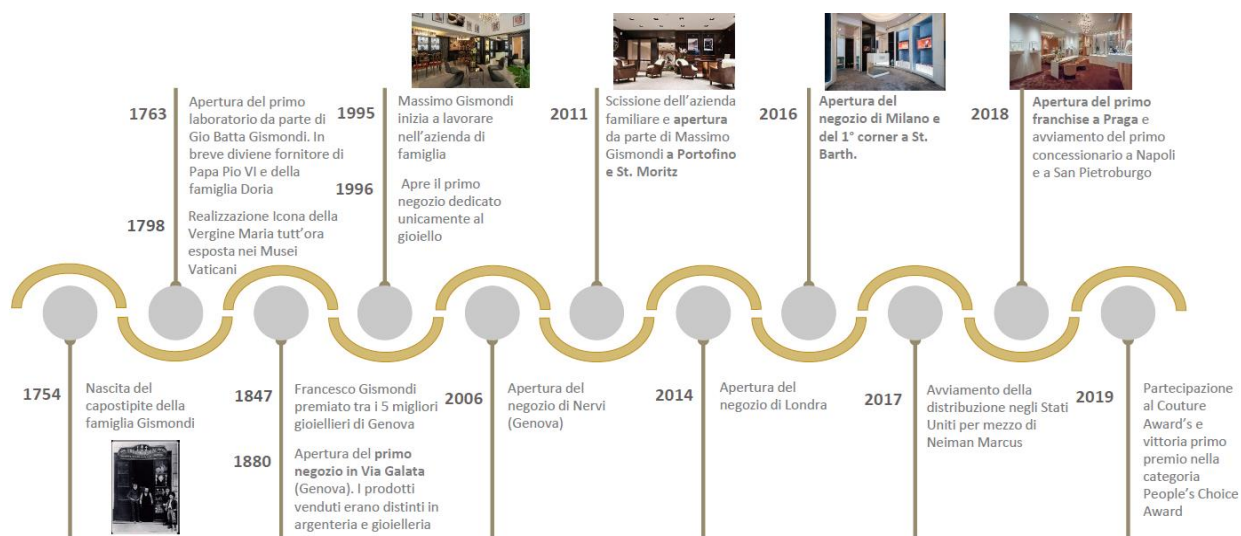 1763
Apertura del primo
laboratorio da parte di
Gio Batta Gismondi. In
breve diviene fornitore di
Papa Pio VI e della
famiglia Doria
1798
Realizzazione Icona della
Vergine Maria tutt'ora
esposta nei Musei
Vaticani
1995
Massimo Gismondi
inizia a lavorare
nell'azienda di
famiglia
1996
Apre il primo
negozio dedicato
unicamente al
gioiello
2011
Scissione dell'azienda
familiare e apertura
da parte di Massimo
Gismondi a Portofino
e St. Moritz
2016
Apertura del
negozio di Milano e
del 1° corner a St.
Barth.
2018
Apertura del primo
franchise a Praga e
avviamento del primo
concessionario a Napoli
e a San Pietroburgo
1754
Nascita del
capostipite della
famiglia Gismondi
1847
Francesco Gismondi
premiato tra i 5 migliori
gioiellieri di Genova
1880
Apertura del primo
negozio in Via Galata
(Genova). I prodotti
venduti erano distinti in
argenteria e gioielleria
2006
Apertura del
negozio di Nervi
(Genova)
2014
Apertura del
negozio di Londra
2017
Avviamento della
distribuzione negli Stati
Uniti per mezzo di
Neiman Marcus
2019
Partecipazione
al Couture
Award's e
vittoria primo
premio nella
categoria
People's Choice
Award